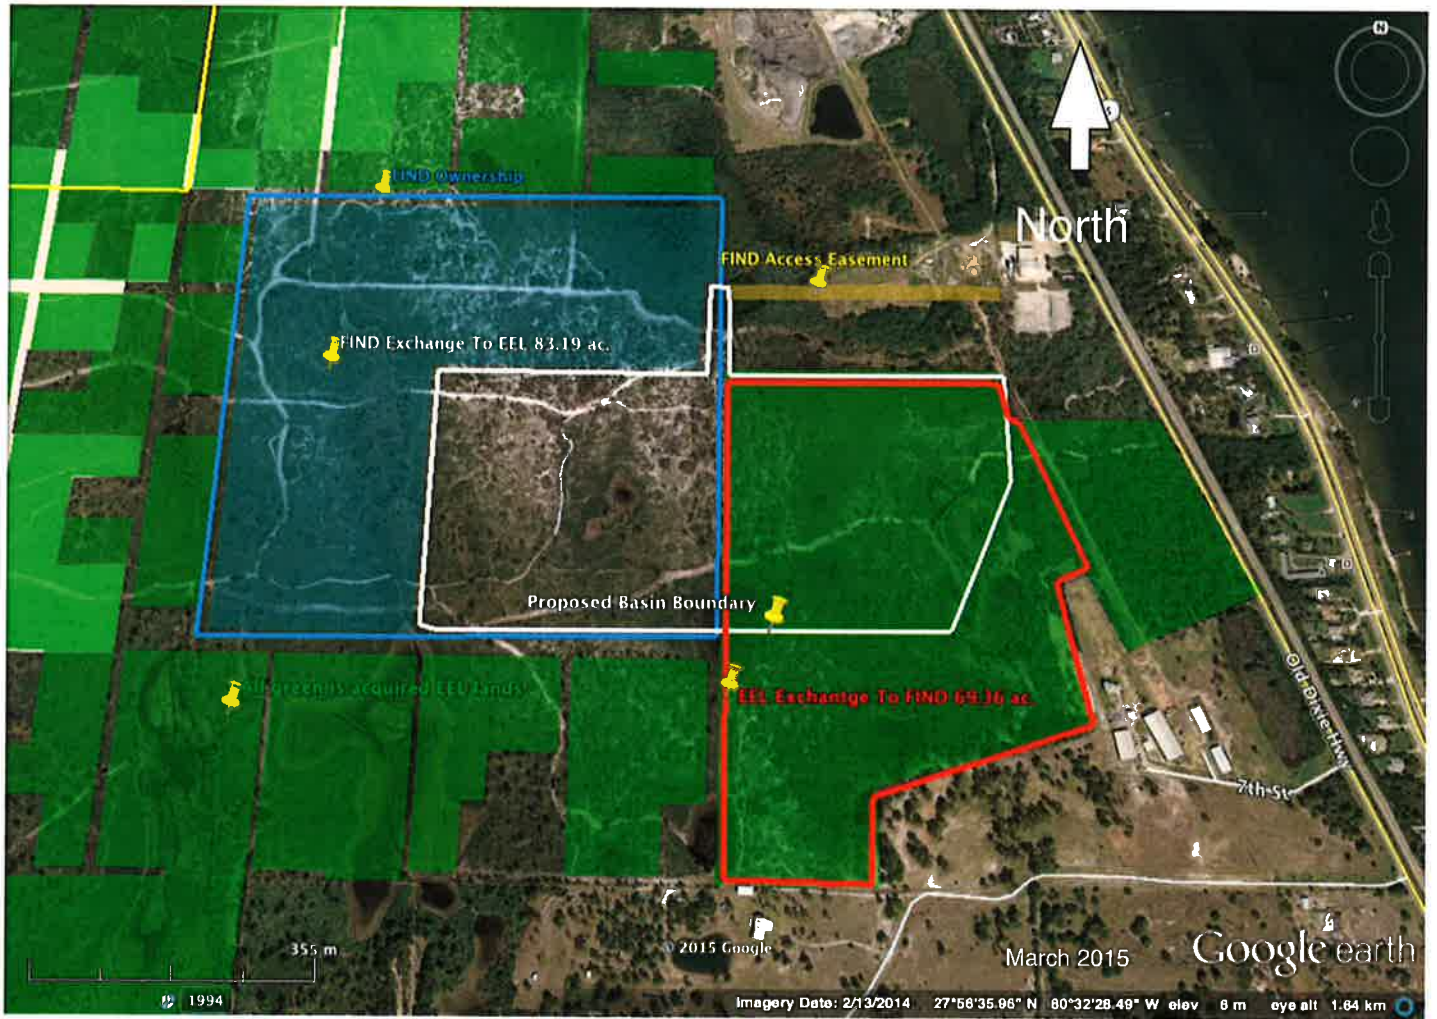 N
FIND Ownership
North
FIND Access Easement
FIND Exchange To EEL 83.19 ac.
Proposed Basin Boundary
green is acquired EEL lands
EEL Exchantge To FIND 69.36 ac.
Old Dixie Hwy
7th St
355 m
© 2015 Google
March 2015
Google earth
1994
Imagery Date: 2/13/2014 27°56'35.96" N 80°32'28.49" W elev 6 m eye alt 1.64 km